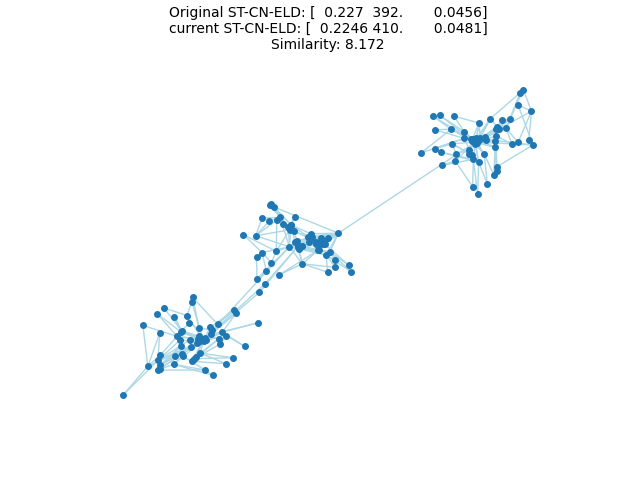 Original ST-CN-ELD: [  0.227  392.       0.0456]
current ST-CN-ELD: [  0.2246 410.       0.0481]
Similarity: 8.172